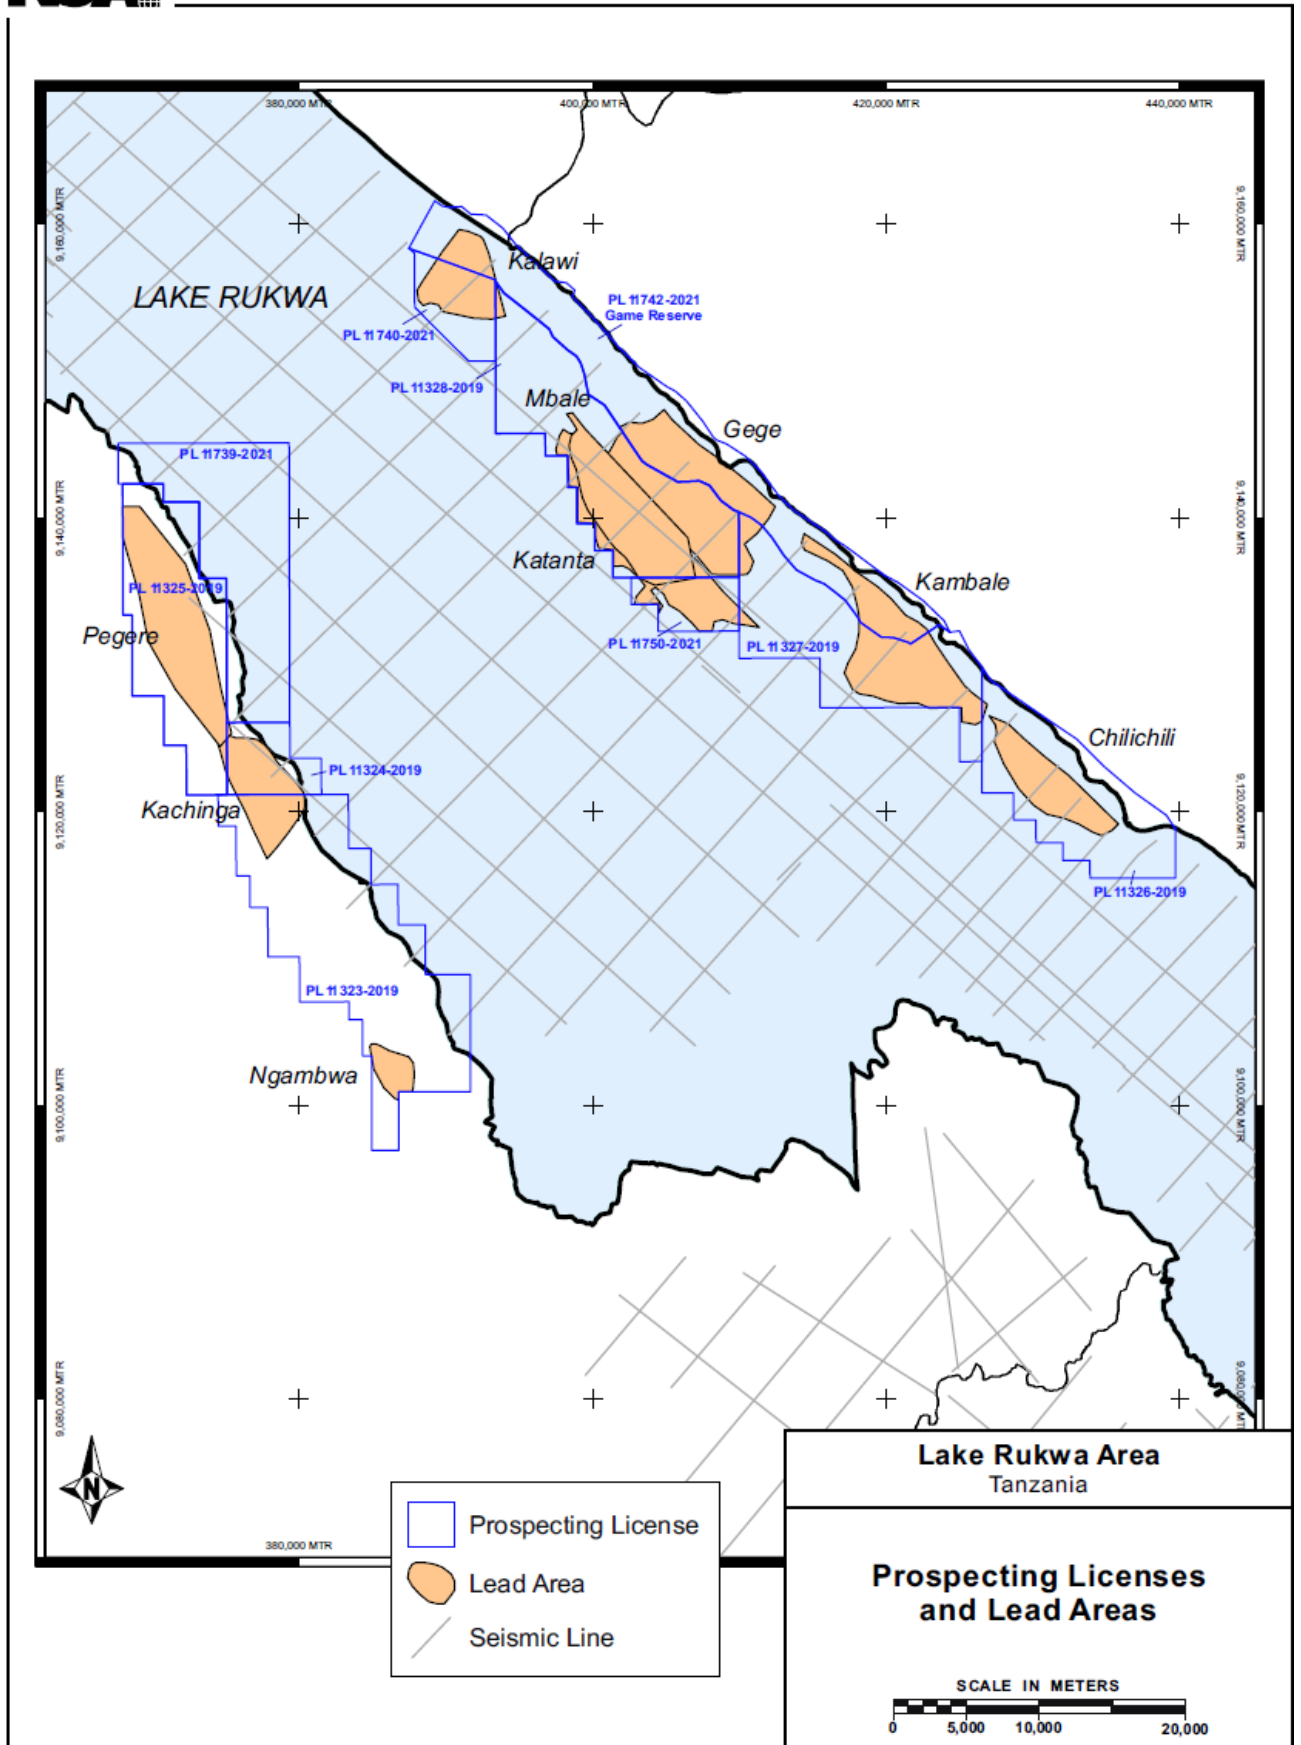 380,000 MTR
400,000 MTR
420,000 MTR
440,000 MTR
9,160,000 MTR
9,160,000 MTR
Kalawi
LAKE RUKWA
PL 11742-2021
Game Reserve
PL 11740-2021
PL 11328-2019
Mbale
Gege
PL 11739-2021
9,140,000 MTR
9,140,000 MTR
Katanta
Kambale
PL 11325-2019
Pegere
PL 11750-2021
PL 11327-2019
Chilichili
PL 11324-2019
Kachinga
9,120,000 MTR
9,120,000 MTR
PL 11326-2019
PL 11323-2019
Ngambwa
9,100,000 MTR
9,100,000 MTR
9,080,000 MTR
9,080,000 MT
N
380,000 MTR
Prospecting License
Lead Area
Seismic Line
Lake Rukwa Area
Tanzania
Prospecting Licenses
and Lead Areas
SCALE IN METERS
0 5,000 10,000 20,000